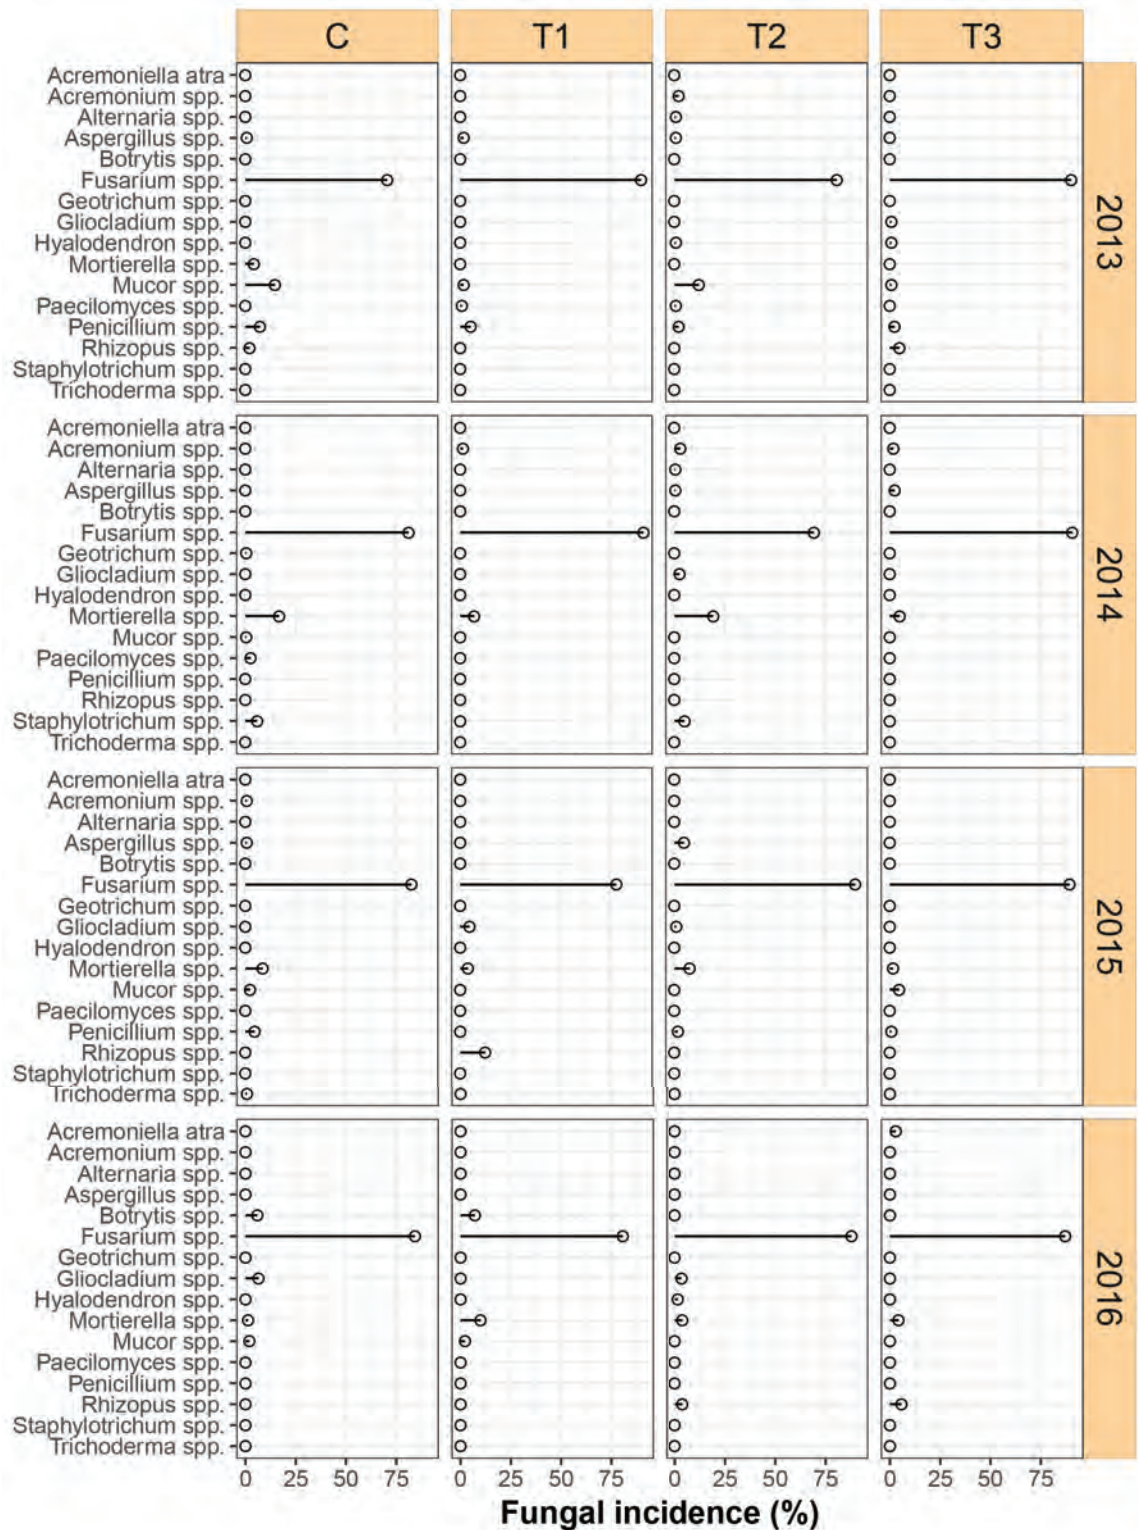 C T1 T2 T3
Acremoniella atra
Acremonium spp.
Alternaria spp.
Aspergillus spp.
Botrytis spp.
Fusarium spp.
Geotrichum spp.
Gliocladium spp.
Hyalodendron spp.
Mortierella spp.
Mucor spp.
Paecilomyces spp.
Penicillium spp.
Rhizopus spp.
Staphylotrichum spp.
Trichoderma spp.
2013
Acremoniella atra
Acremonium spp.
Alternaria spp.
Aspergillus spp.
Botrytis spp.
Fusarium spp.
Geotrichum spp.
Gliocladium spp.
Hyalodendron spp.
Mortierella spp.
Mucor spp.
Paecilomyces spp.
Penicillium spp.
Rhizopus spp.
Staphylotrichum spp.
Trichoderma spp.
2014
Acremoniella atra
Acremonium spp.
Alternaria spp.
Aspergillus spp.
Botrytis spp.
Fusarium spp.
Geotrichum spp.
Gliocladium spp.
Hyalodendron spp.
Mortierella spp.
Mucor spp.
Paecilomyces spp.
Penicillium spp.
Rhizopus spp.
Staphylotrichum spp.
Trichoderma spp.
2015
Acremoniella atra
Acremonium spp.
Alternaria spp.
Aspergillus spp.
Botrytis spp.
Fusarium spp.
Geotrichum spp.
Gliocladium spp.
Hyalodendron spp.
Mortierella spp.
Mucor spp.
Paecilomyces spp.
Penicillium spp.
Rhizopus spp.
Staphylotrichum spp.
Trichoderma spp.
2016
0 25 50 75 0 25 50 75 0 25 50 75 0 25 50 75
Fungal incidence (%)